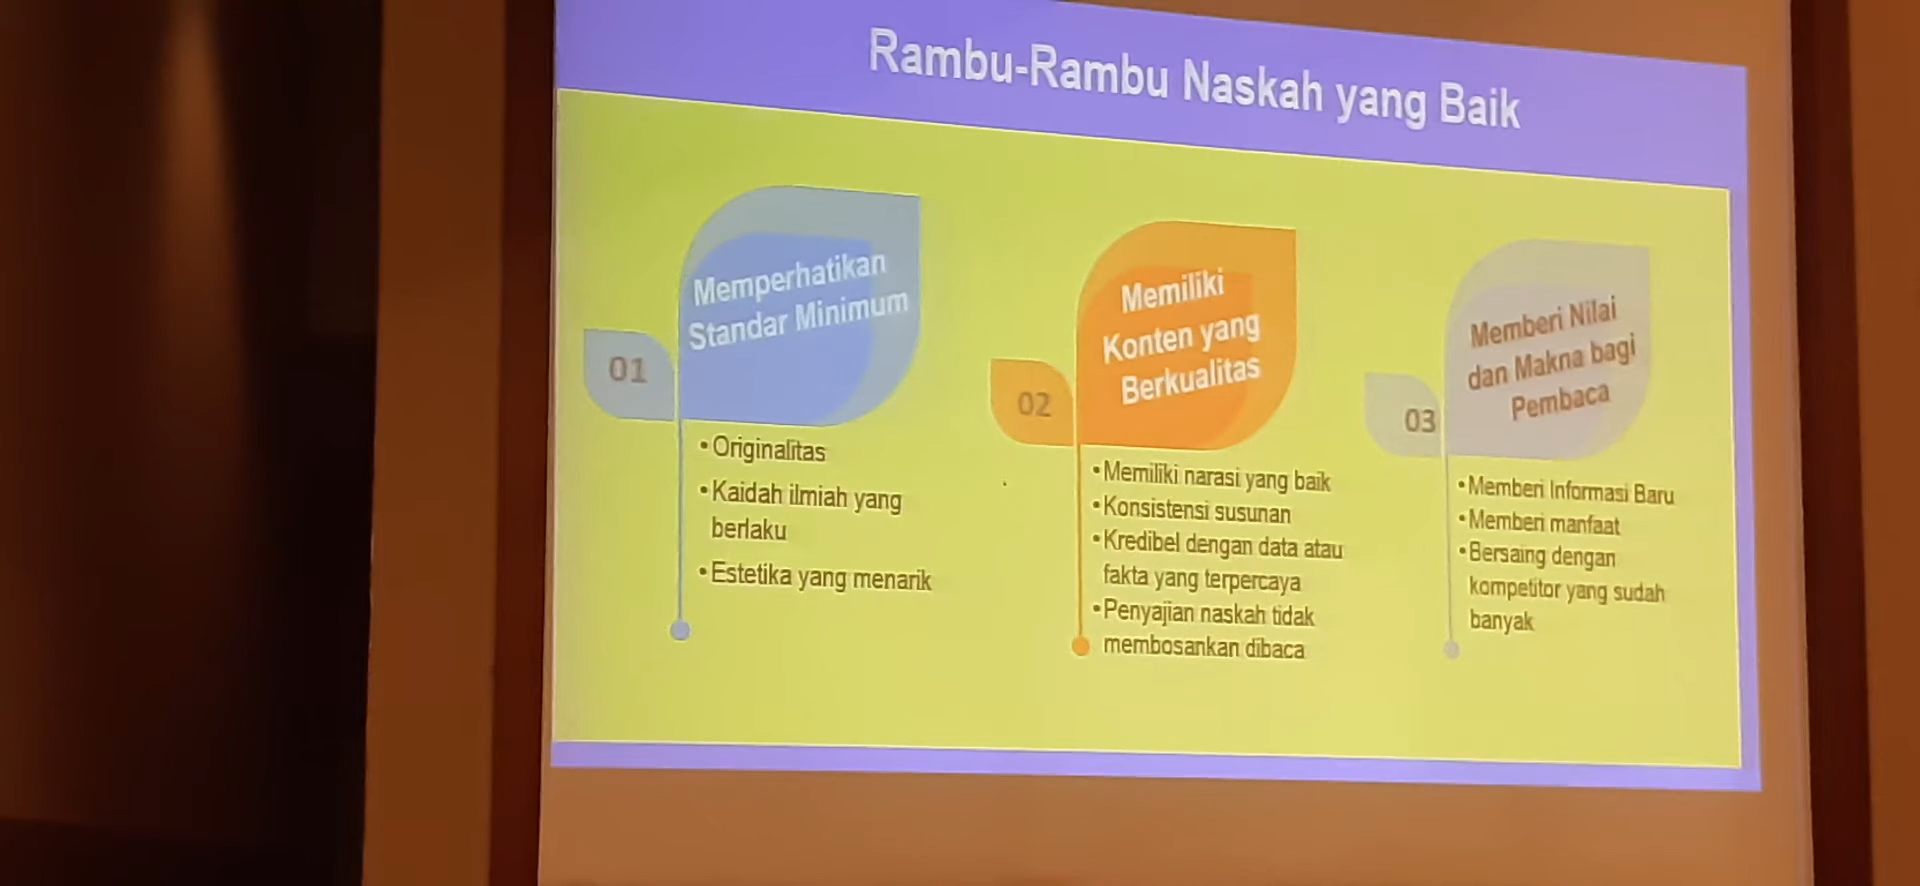 Rambu-Rambu Naskah yang Baik
01
Memperhatikan
Standar Minimum
•Originalitas
•Kaidah ilmiah yang
berlaku
•Estetika yang menarik
02
Memiliki
Konten yang
Berkualitas
•Memiliki narasi yang baik
•Konsistensi susunan
•Kredibel dengan data atau
fakta yang terpercaya
•Penyajian naskah tidak
membosankan dibaca
03
Memberi Nilai
dan Makna bagi
Pembaca
•Memberi Informasi Baru
•Memberi manfaat
•Bersaing dengan
kompetitor yang sudah
banyak